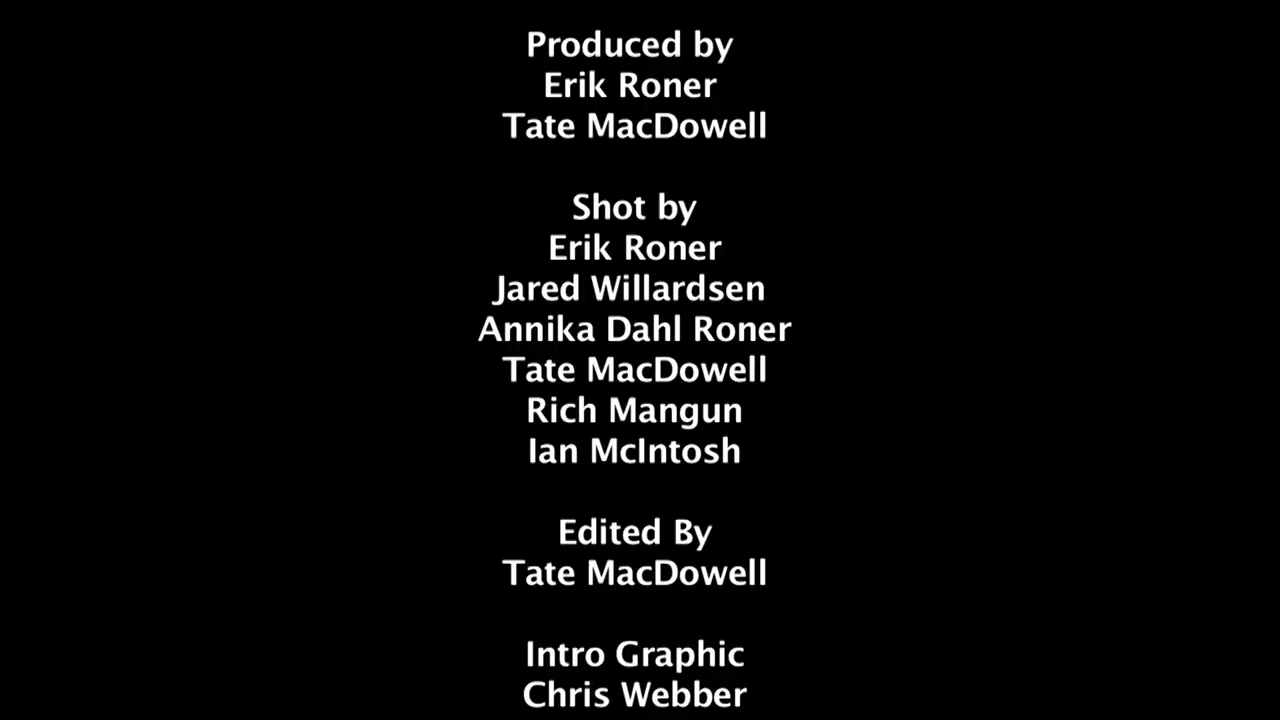 Produced by
Erik Roner
Tate MacDowell
Shot by
Erik Roner
Jared Willardsen
Annika Dahl Roner
Tate MacDowell
Rich Mangun
Ian McIntosh
Edited By
Tate MacDowell
Intro Graphic
Chris Webber